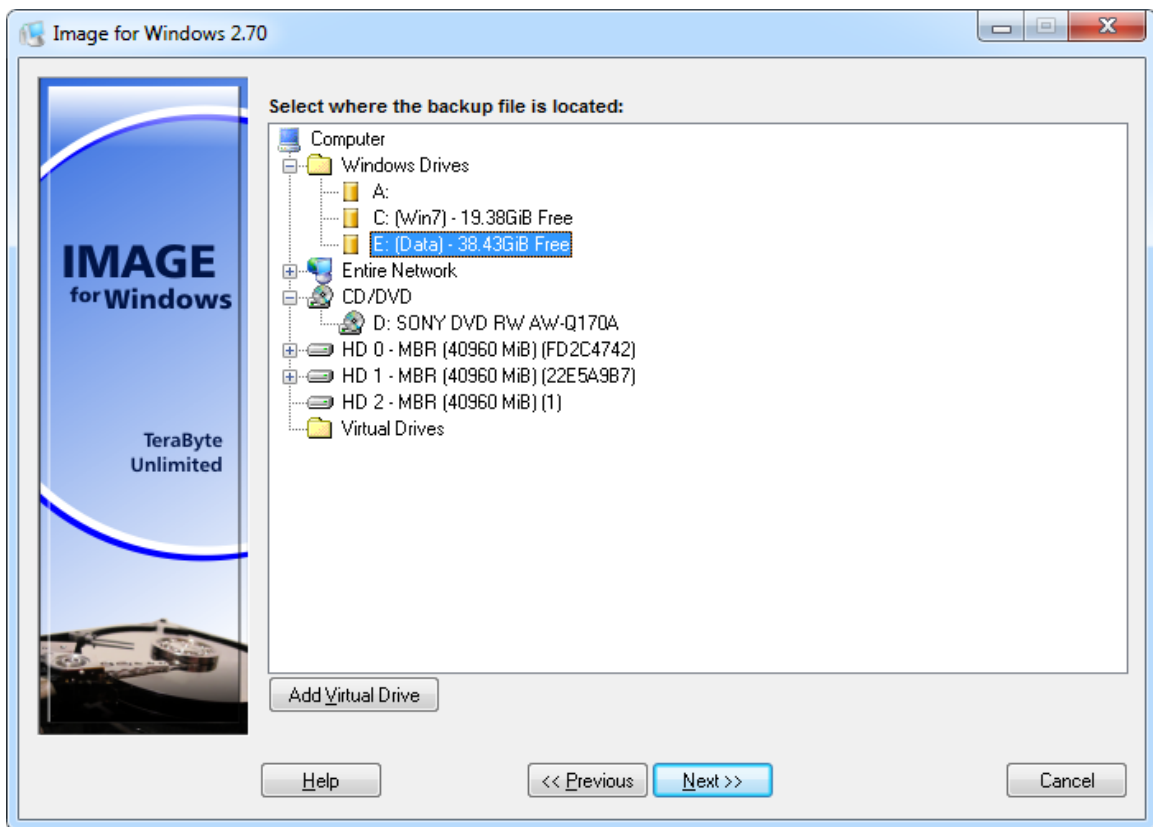 Image for Windows 2.70
IMAGE
for Windows
TeraByte
Unlimited
Select where the backup file is located:
Computer
Windows Drives
A:
C: (Win7) - 19.38GiB Free
E: (Data) - 38.43GiB Free
Entire Network
CD/DVD
D: SONY DVD RW AW-Q170A
HD 0 - MBR (40960 MiB) (FD2C4742)
HD 1 - MBR (40960 MiB) (22E5A9B7)
HD 2 - MBR (40960 MiB) (1)
Virtual Drives
Add Virtual Drive
Help
<< Previous
Next >>
Cancel